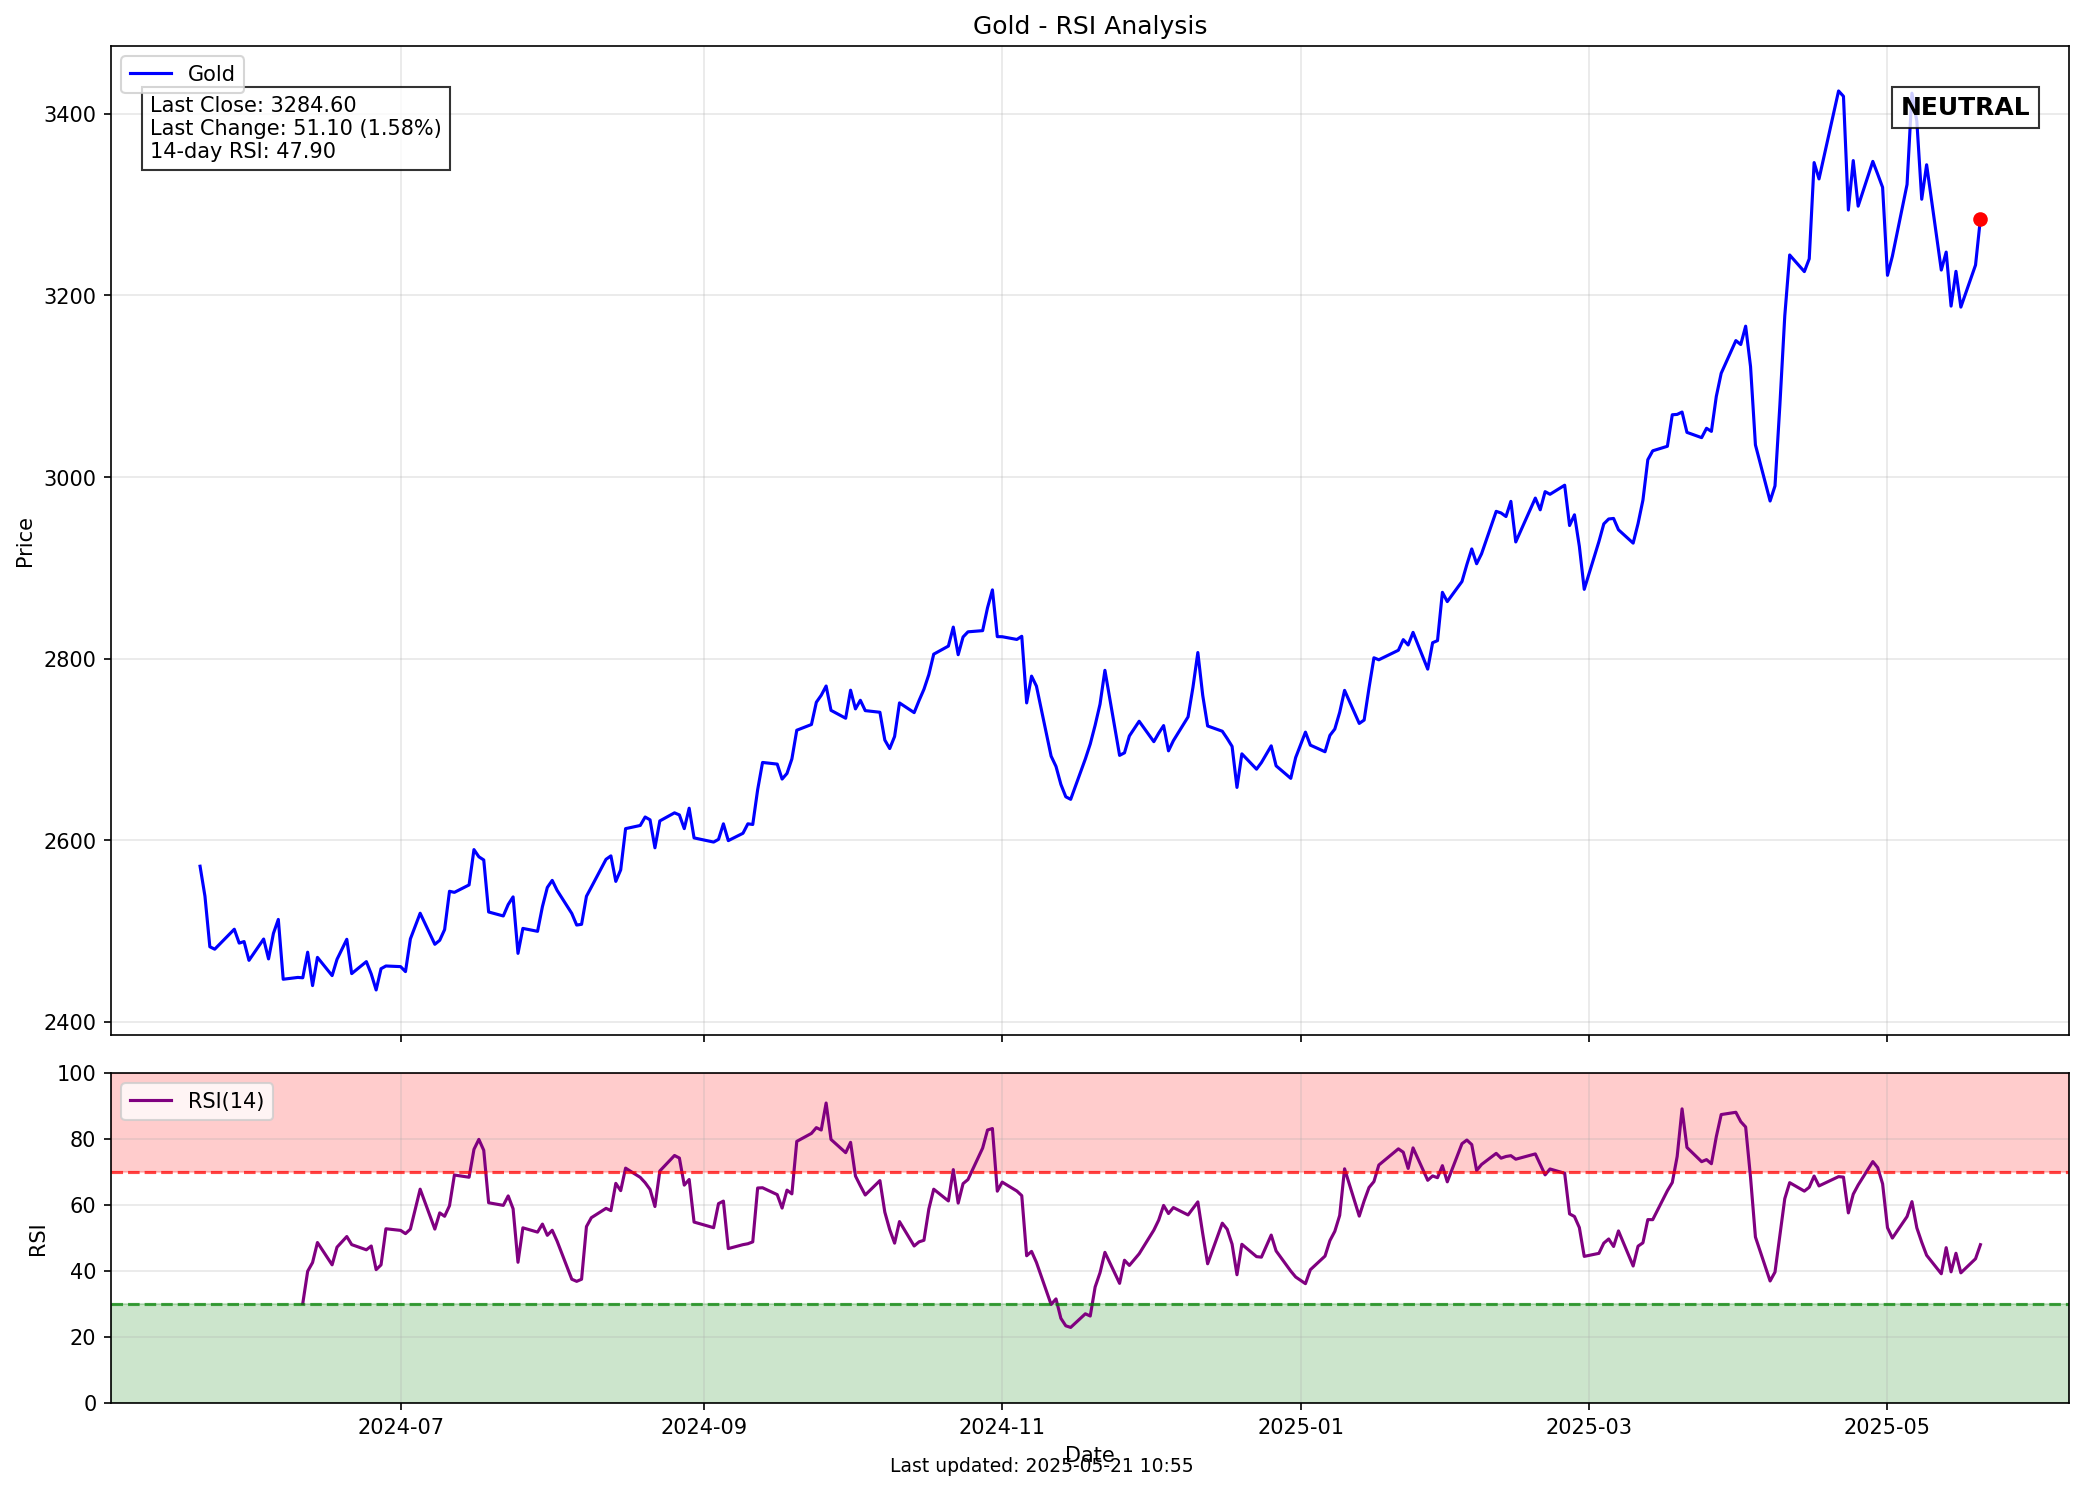 Gold - RSI Analysis
Gold
Last Close: 3284.60
Last Change: 51.10 (1.58%)
14-day RSI: 47.90
NEUTRAL
3400
3200
3000
2800
2600
2400
Price
RSI(14)
100
80
60
40
20
0
RSI
2024-07
2024-09
2024-11
2025-01
2025-03
2025-05
Date
Last updated: 2025-05-21 10:55